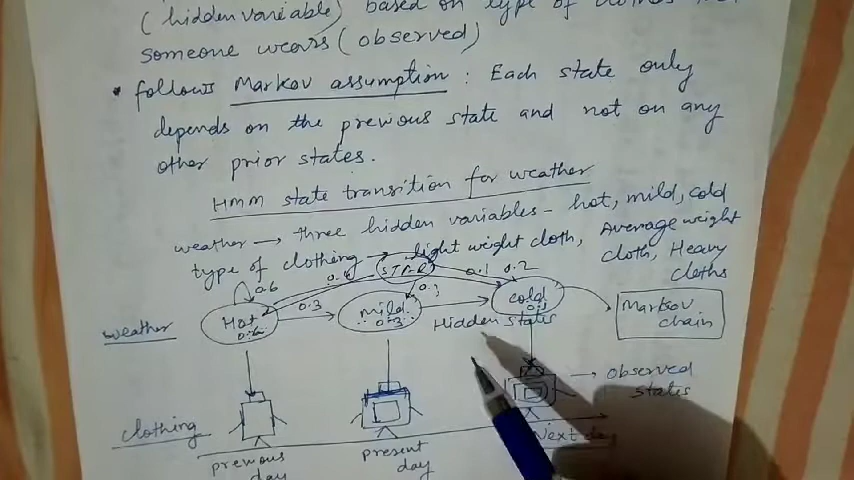 (hidden variable) based on type of clothes
someone wears (observed)
• follows Markov assumption : Each state only
depends on the previous state and not on any
other prior states.
HMM state transition for weather
weather → three hidden variables - hot, mild, cold
type of clothing → light weight cloth, Average weight
cloth, Heavy
cloths
START
0.6
0.3
0.1
0.2
weather
Hot
Mild
0.3
cold
Markov
chain
Hidden states
→ observed
states
clothing
previous
day
present
day
Next day